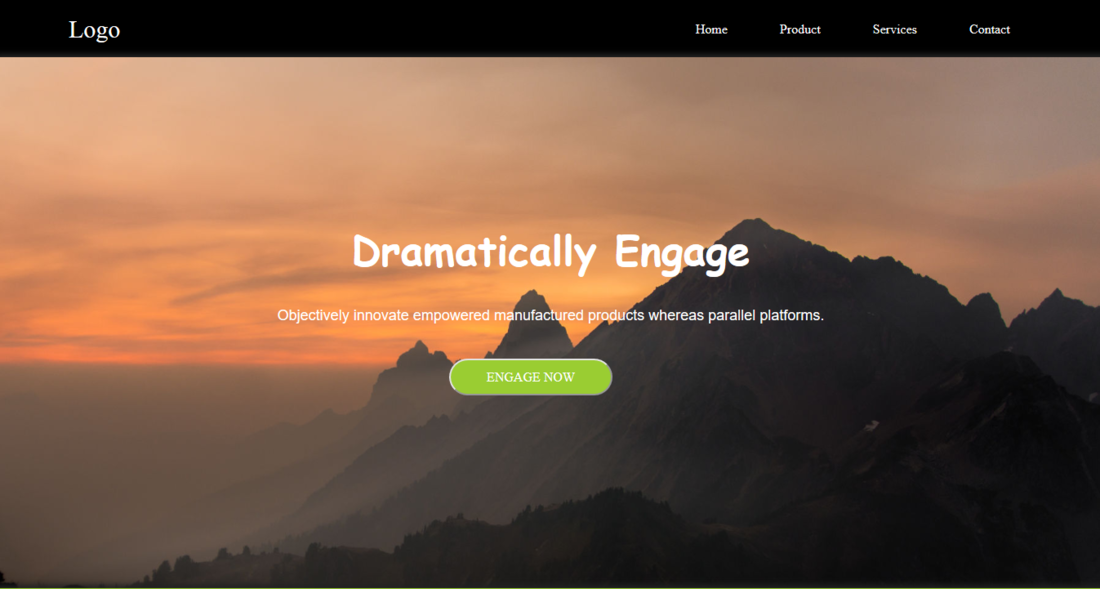 Logo
Home Product Services Contact
Dramatically Engage
Objectively innovate empowered manufactured products whereas parallel platforms.
ENGAGE NOW